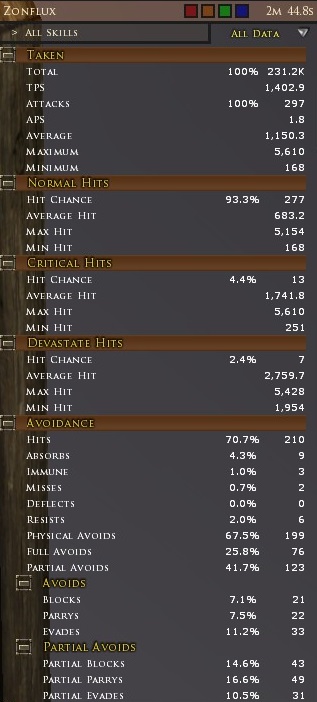 Zonflux 2m 44.8s
> All Skills All Data
Taken
Total 100% 231.2K
TPS 1,402.9
Attacks 100% 297
APS 1.8
Average 1,150.3
Maximum 5,610
Minimum 168
Normal Hits
Hit Chance 93.3% 277
Average Hit 683.2
Max Hit 5,154
Min Hit 168
Critical Hits
Hit Chance 4.4% 13
Average Hit 1,741.8
Max Hit 5,610
Min Hit 251
Devastate Hits
Hit Chance 2.4% 7
Average Hit 2,759.7
Max Hit 5,428
Min Hit 1,954
Avoidance
Hits 70.7% 210
Absorbs 4.3% 9
Immune 1.0% 3
Misses 0.7% 2
Deflects 0.0% 0
Resists 2.0% 6
Physical Avoids 67.5% 199
Full Avoids 25.8% 76
Partial Avoids 41.7% 123
Avoids
Blocks 7.1% 21
Parrys 7.5% 22
Evades 11.2% 33
Partial Avoids
Partial Blocks 14.6% 43
Partial Parrys 16.6% 49
Partial Evades 10.5% 31